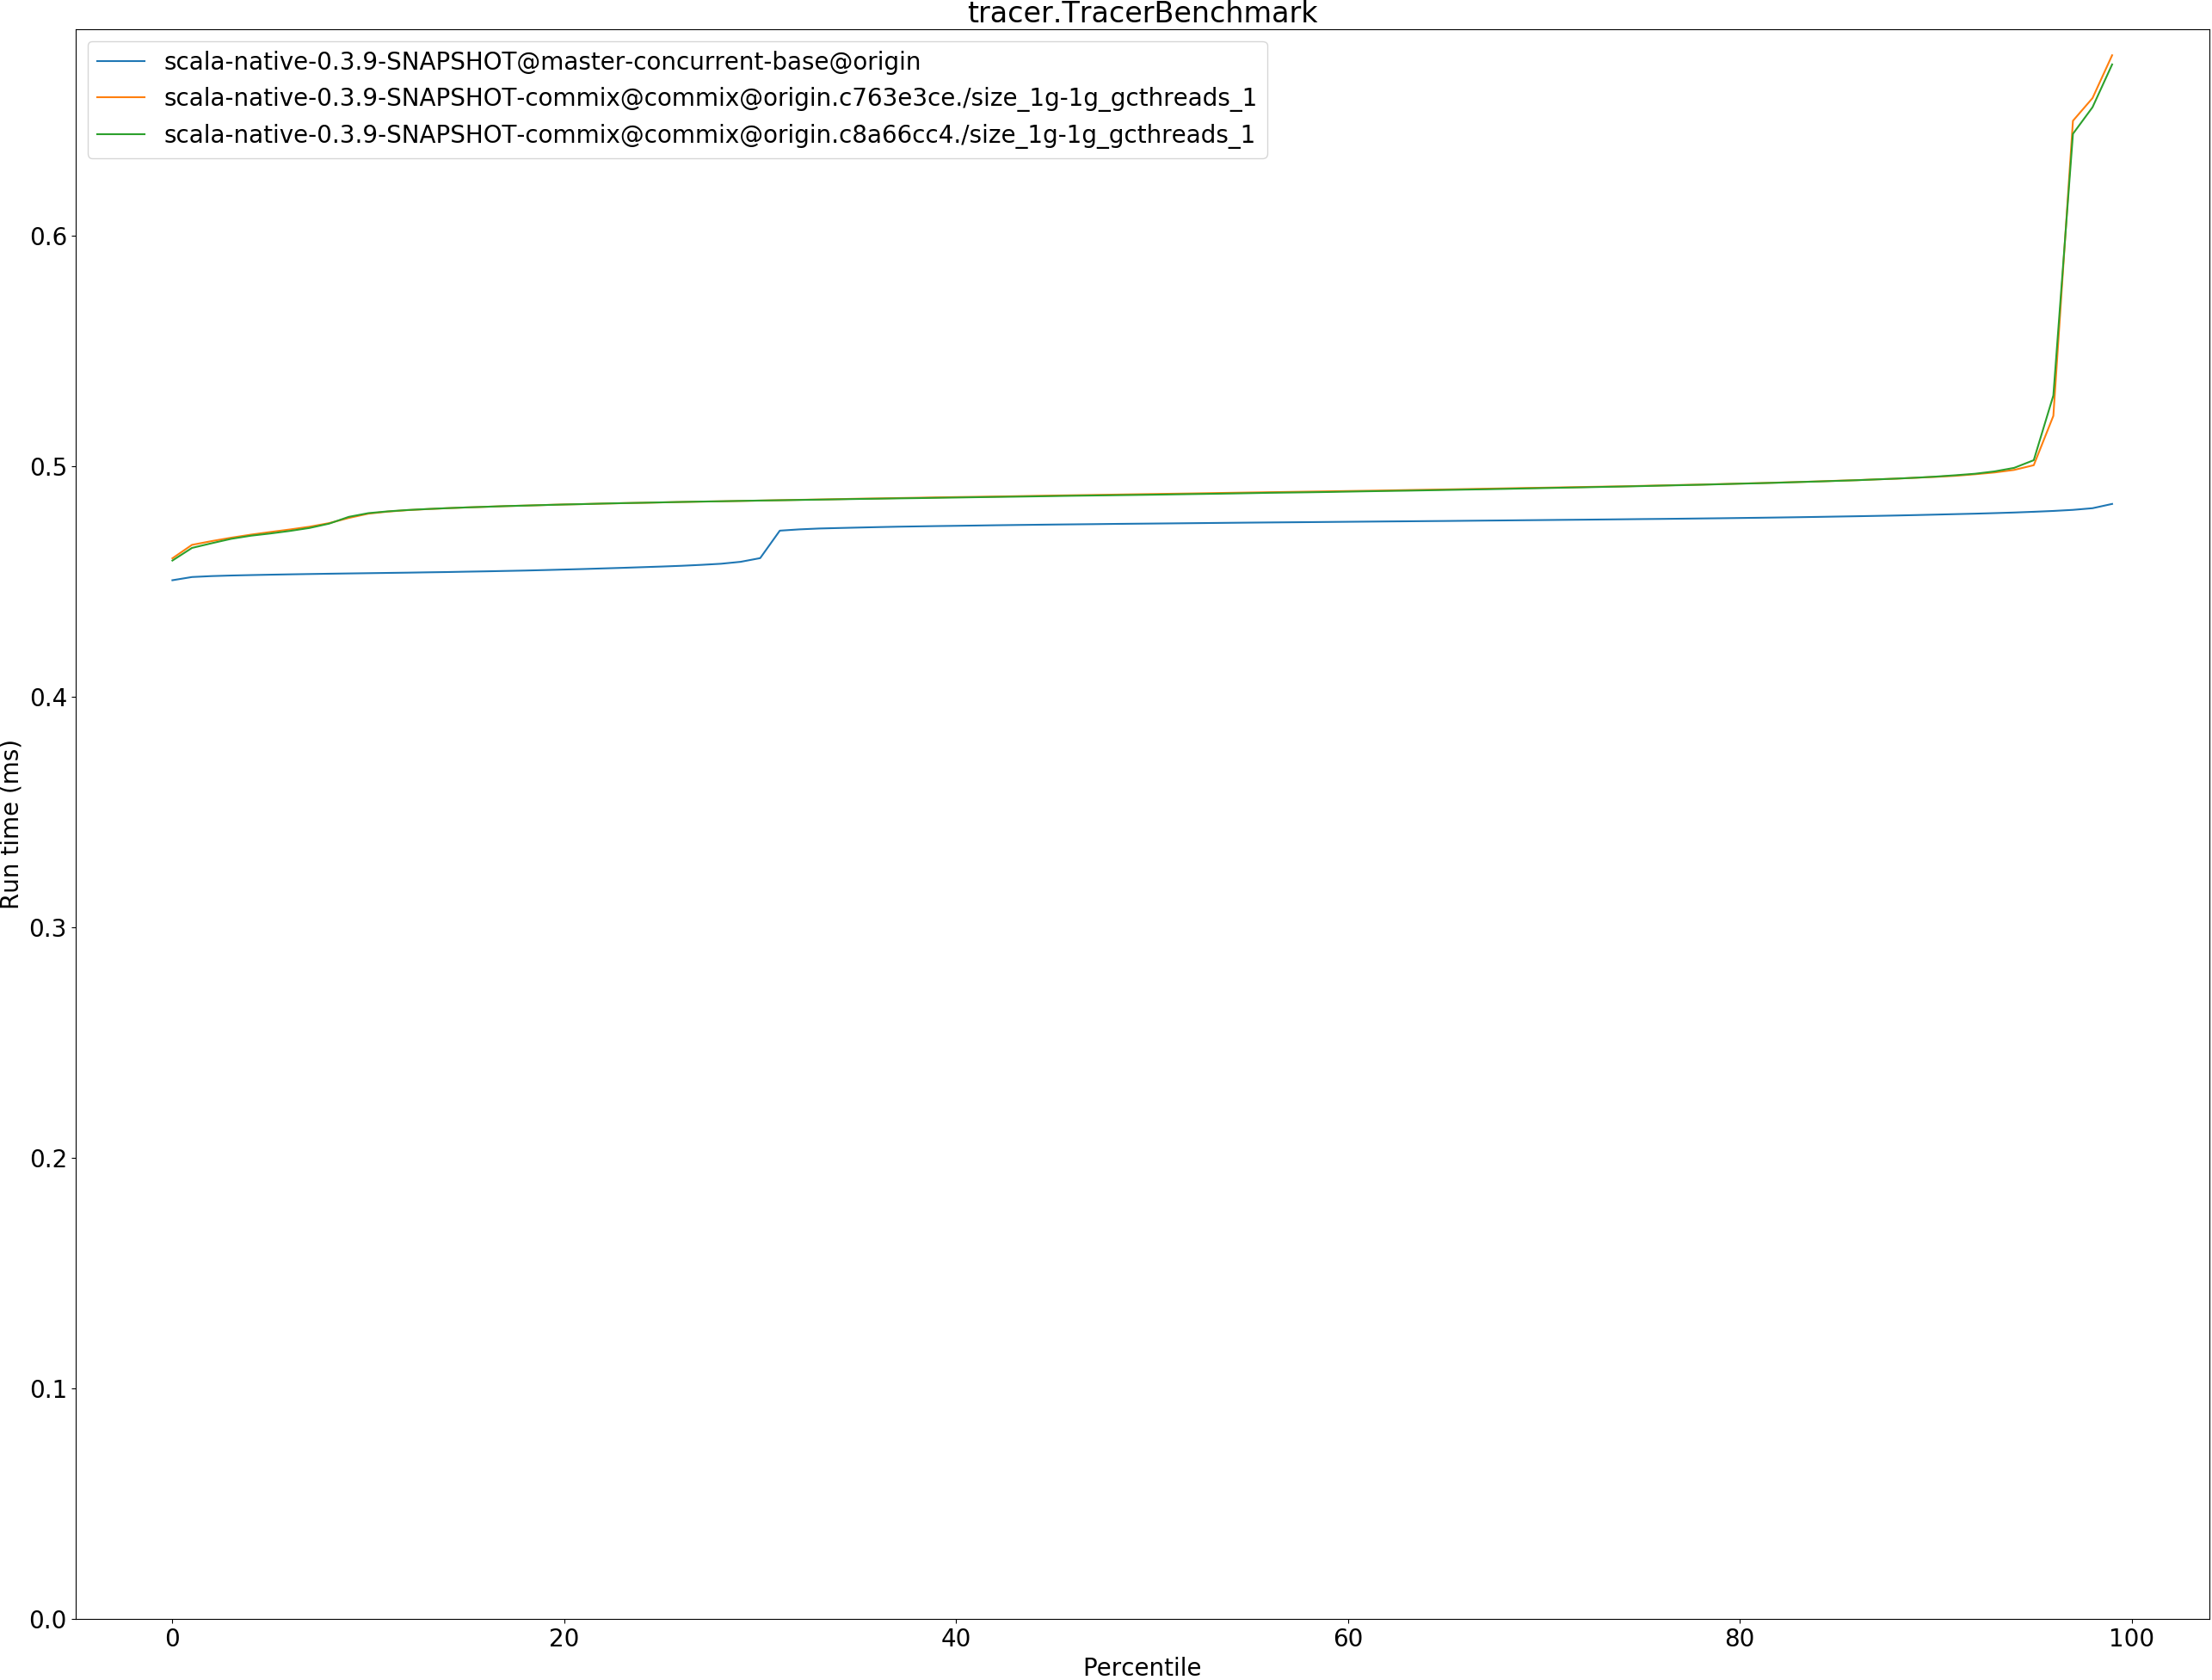 tracer.TracerBenchmark
scala-native-0.3.9-SNAPSHOT@master-concurrent-base@origin
scala-native-0.3.9-SNAPSHOT-commix@commix@origin.c763e3ce./size_1g-1g_gcthreads_1
scala-native-0.3.9-SNAPSHOT-commix@commix@origin.c8a66cc4./size_1g-1g_gcthreads_1
0.6
0.5
0.4
0.3
0.2
0.1
0.0
Run time (ms)
0 20 40 60 80 100
Percentile